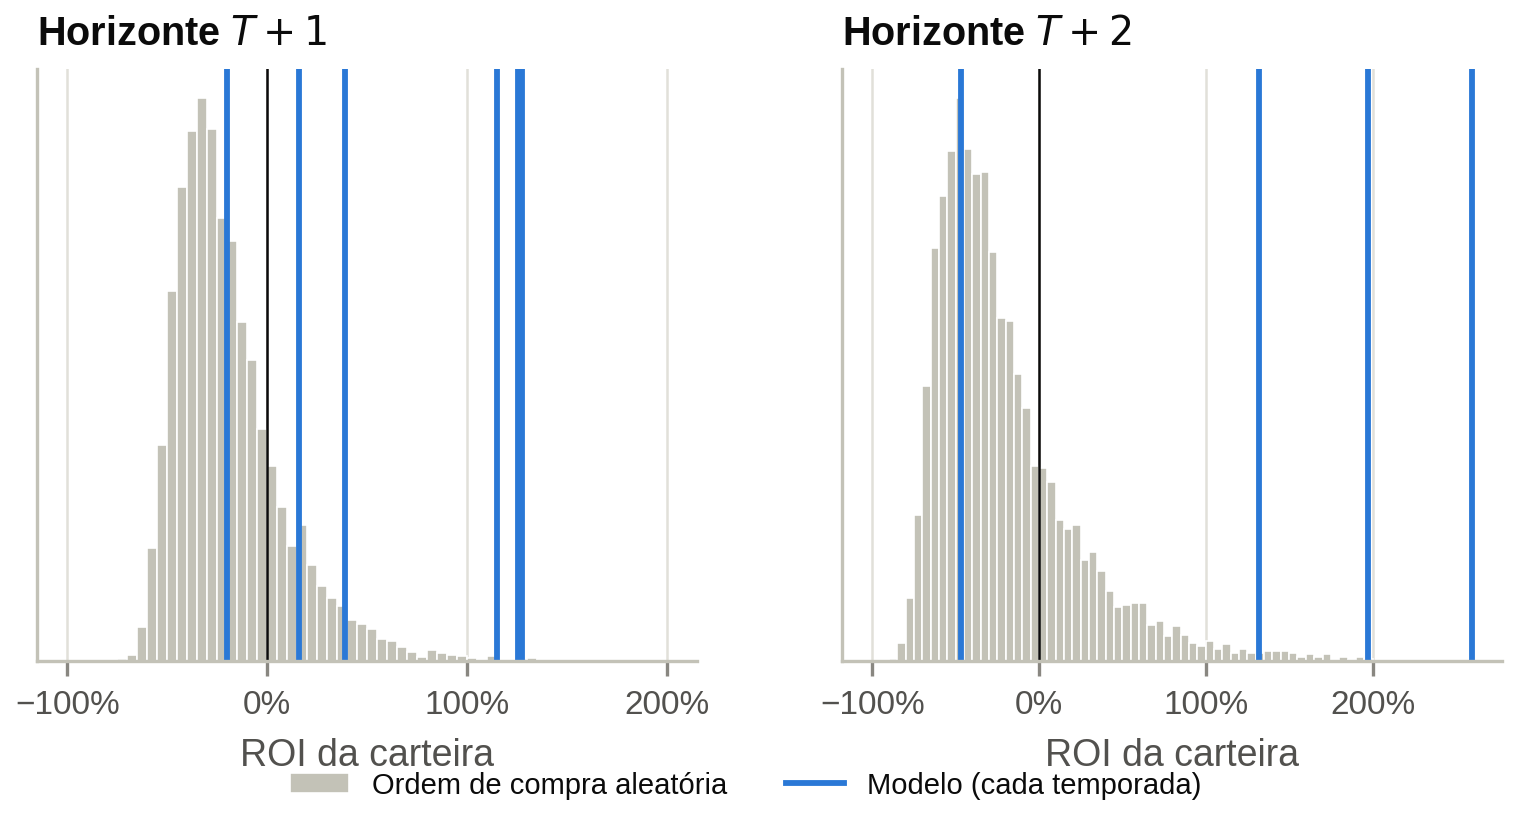 Horizonte T + 1
Horizonte T + 2
−100% 0% 100% 200%
−100% 0% 100% 200%
ROI da carteira
ROI da carteira
Ordem de compra aleatória
Modelo (cada temporada)